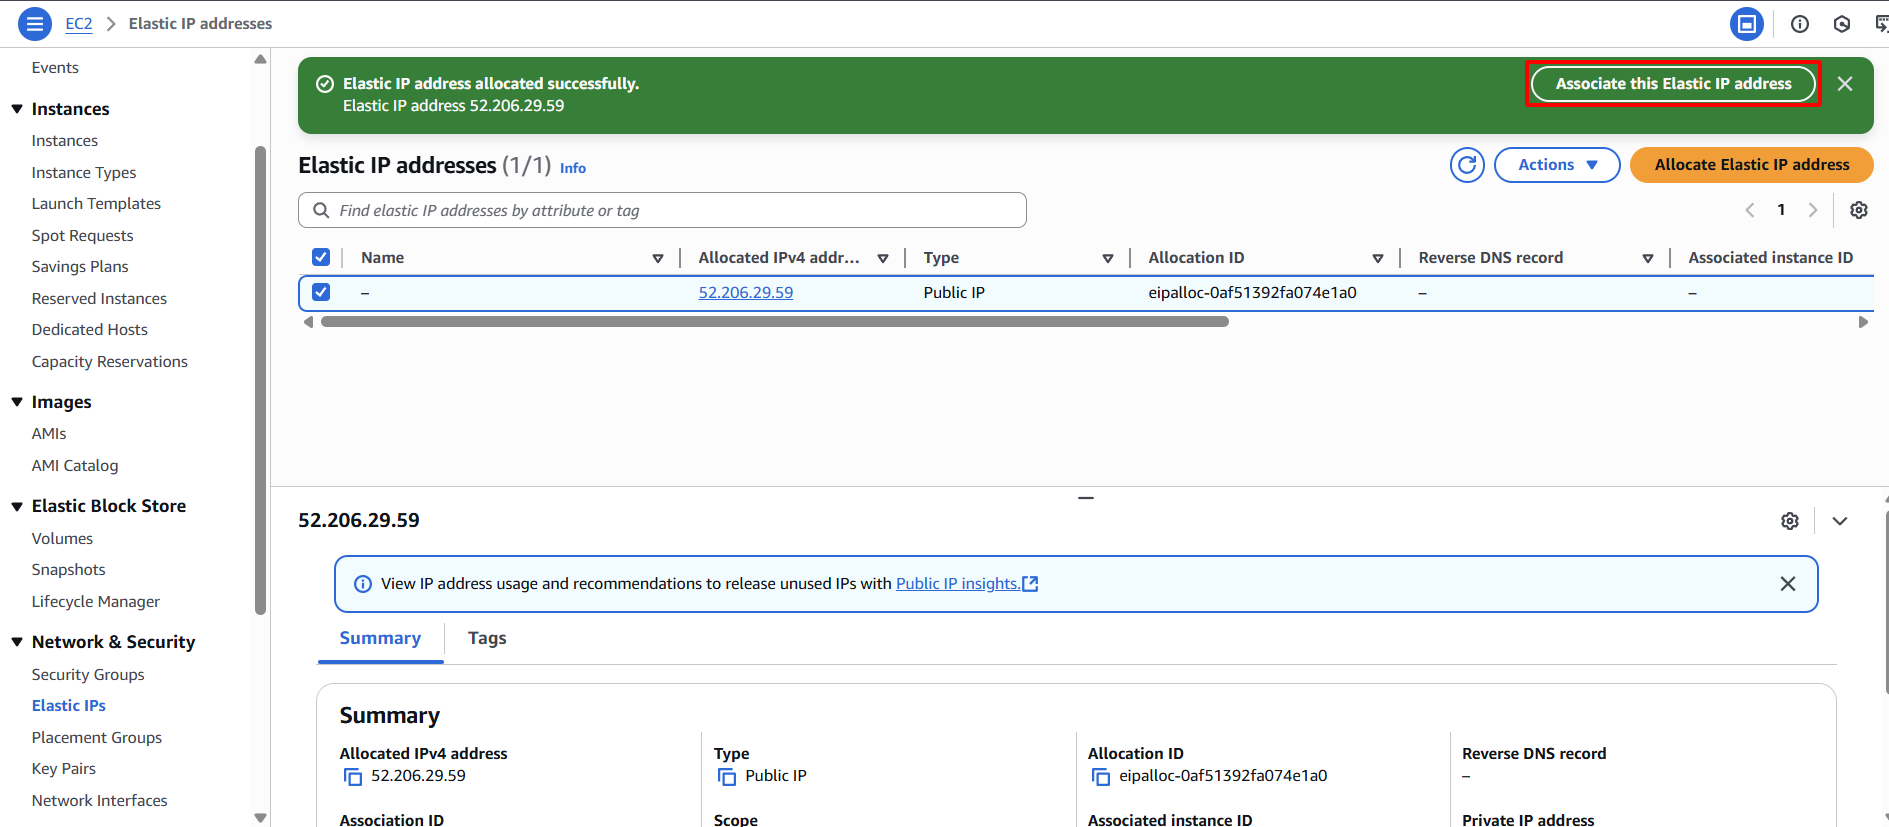 EC2 > Elastic IP addresses
Events
Instances
Instances
Instance Types
Launch Templates
Spot Requests
Savings Plans
Reserved Instances
Dedicated Hosts
Capacity Reservations
Images
AMIs
AMI Catalog
Elastic Block Store
Volumes
Snapshots
Lifecycle Manager
Network & Security
Security Groups
Elastic IPs
Placement Groups
Key Pairs
Network Interfaces
Elastic IP address allocated successfully.
Elastic IP address 52.206.29.59
Associate this Elastic IP address
Elastic IP addresses (1/1) Info
Actions
Allocate Elastic IP address
Find elastic IP addresses by attribute or tag
1
Name Allocated IPv4 addr... Type Allocation ID Reverse DNS record Associated instance ID
– 52.206.29.59 Public IP eipalloc-0af51392fa074e1a0 – –
52.206.29.59
View IP address usage and recommendations to release unused IPs with Public IP insights.
Summary Tags
Summary
Allocated IPv4 address Type Allocation ID Reverse DNS record
52.206.29.59 Public IP eipalloc-0af51392fa074e1a0 –
Association ID Scope Associated instance ID Private IP address